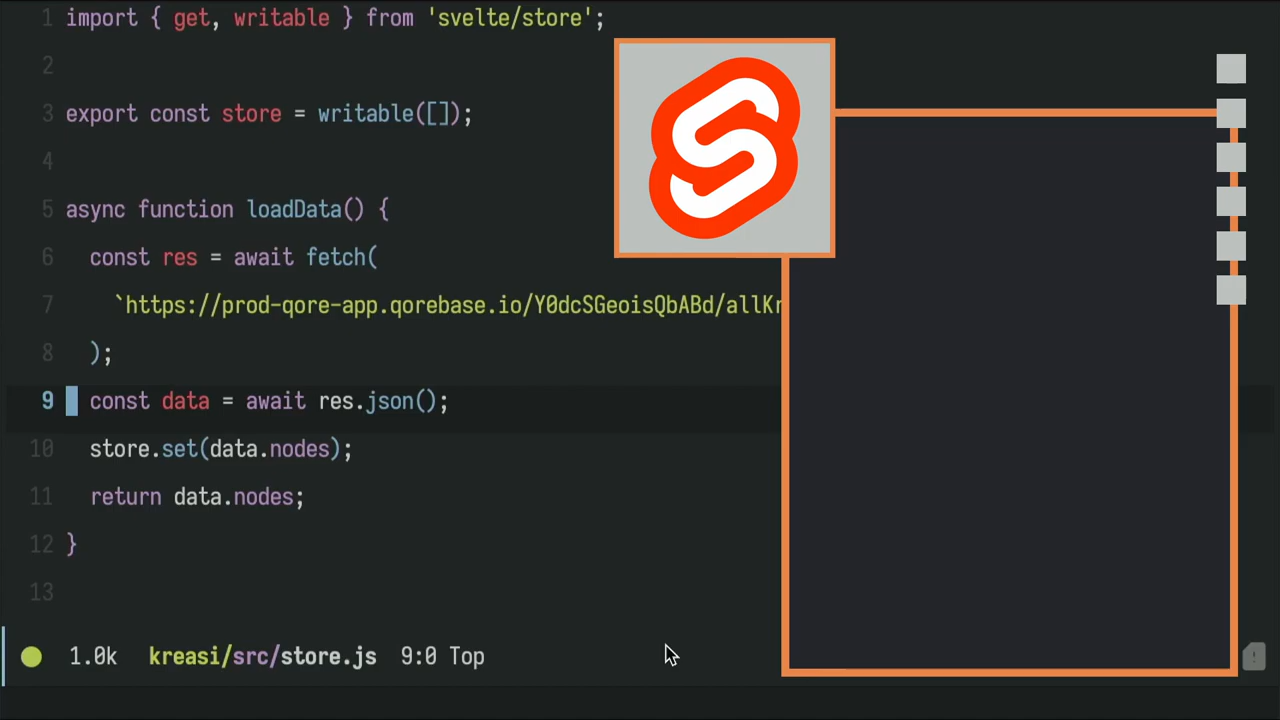 1 import { get, writable } from 'svelte/store';
2
3 export const store = writable([]);
4
5 async function loadData() {
6 const res = await fetch(
7 `https://prod-qore-app.qorebase.io/Y0dcSGeoisQbABd/allKr
8 );
9 const data = await res.json();
10 store.set(data.nodes);
11 return data.nodes;
12 }
13
1.0k kreasi/src/store.js 9:0 Top